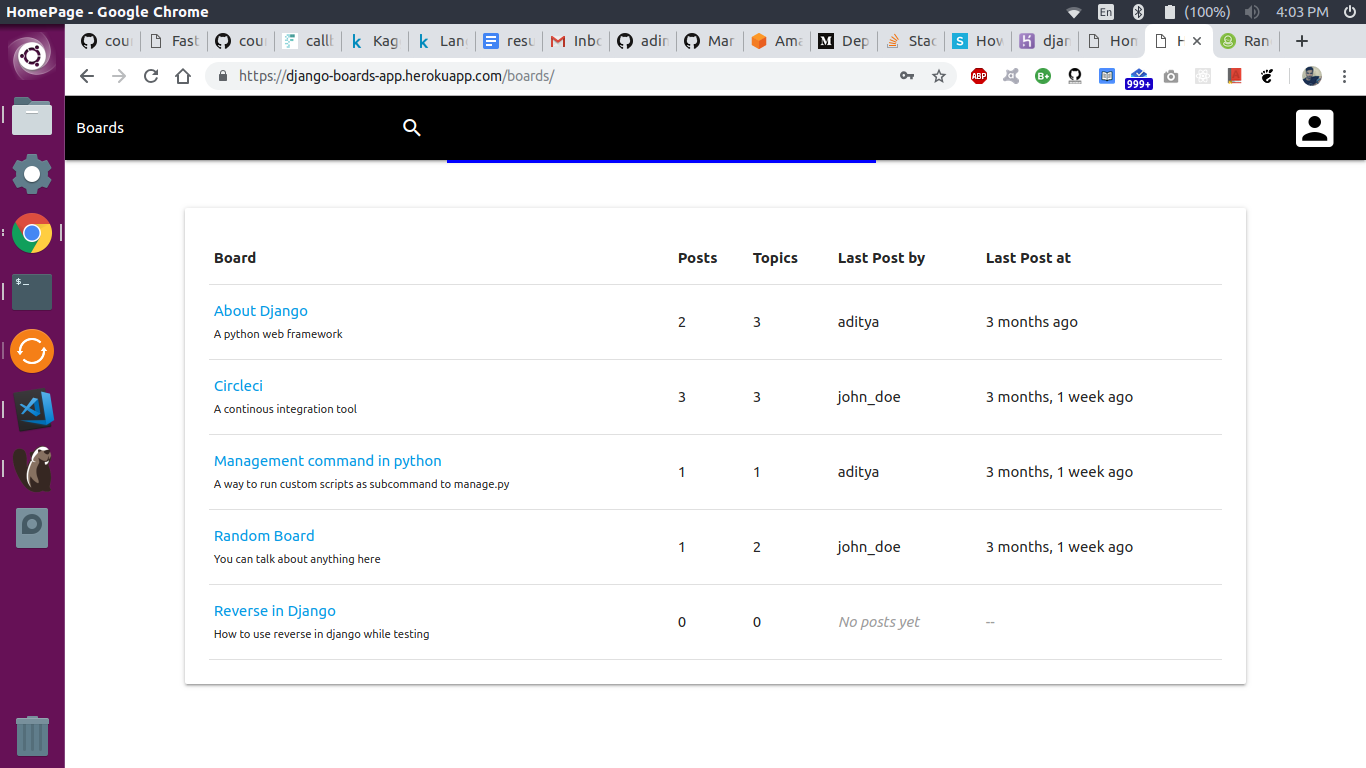 HomePage - Google Chrome
En
(100%)
4:03 PM
cou
Fast
cou
callb
Kag
Lan
resu
Inbo
adin
Mar
Ama
Dep
Stac
How
djan
Hon
H
Ran
https://django-boards-app.herokuapp.com/boards/
ABP
B+
999+
Boards
Board Posts Topics Last Post by Last Post at
About Django
A python web framework
2 3 aditya 3 months ago
Circleci
A continous integration tool
3 3 john_doe 3 months, 1 week ago
Management command in python
A way to run custom scripts as subcommand to manage.py
1 1 aditya 3 months, 1 week ago
Random Board
You can talk about anything here
1 2 john_doe 3 months, 1 week ago
Reverse in Django
How to use reverse in django while testing
0 0 No posts yet --